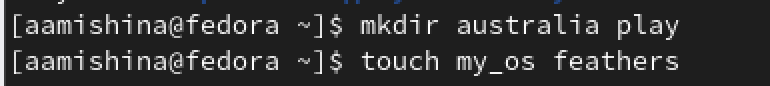 [aamishina@fedora ~]$ mkdir australia play
[aamishina@fedora ~]$ touch my_os feathers